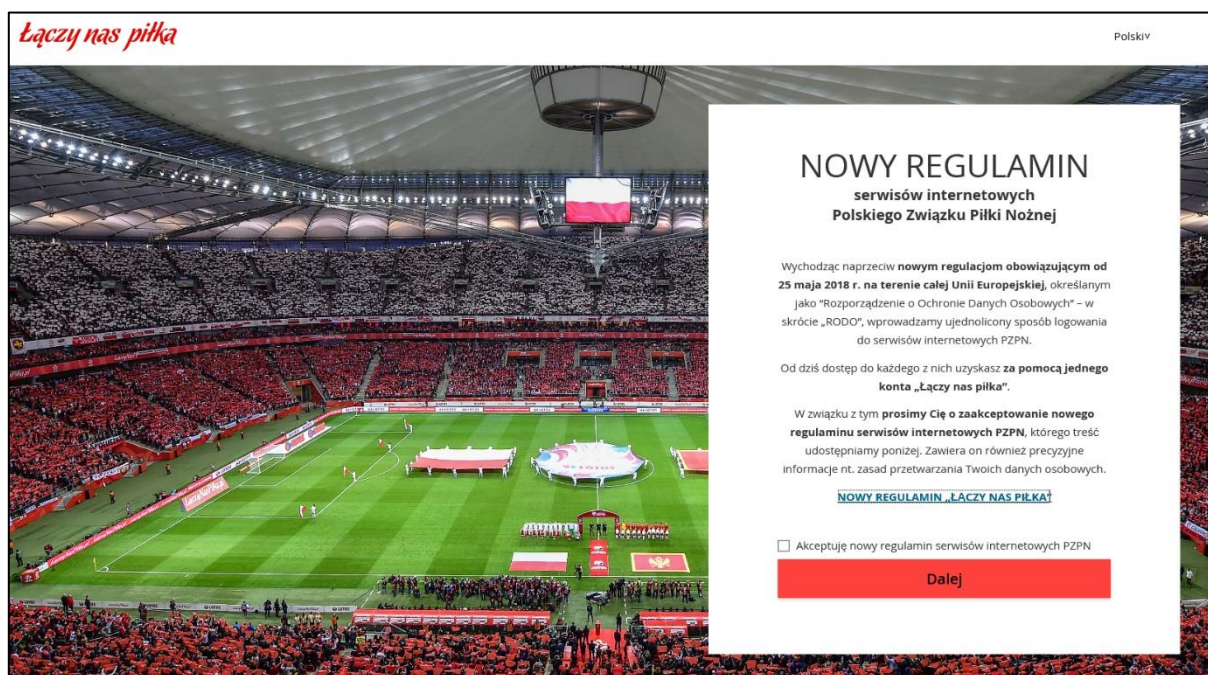 Łączy nas piłka
Polski
NOWY REGULAMIN
serwisów internetowych
Polskiego Związku Piłki Nożnej
Wychodząc naprzeciw nowym regulacjom obowiązującym od
25 maja 2018 r. na terenie całej Unii Europejskiej, określanym
jako "Rozporządzenie o Ochronie Danych Osobowych" – w
skrócie „RODO", wprowadzamy ujednolicony sposób logowania
do serwisów internetowych PZPN.
Od dziś dostęp do każdego z nich uzyskasz za pomocą jednego
konta „Łączy nas piłka".
W związku z tym prosimy Cię o zaakceptowanie nowego
regulaminu serwisów internetowych PZPN, którego treść
udostępniamy poniżej. Zawiera on również precyzyjne
informacje nt. zasad przetwarzania Twoich danych osobowych.
NOWY REGULAMIN „ŁĄCZY NAS PIŁKA"
Akceptuję nowy regulamin serwisów internetowych PZPN
Dalej